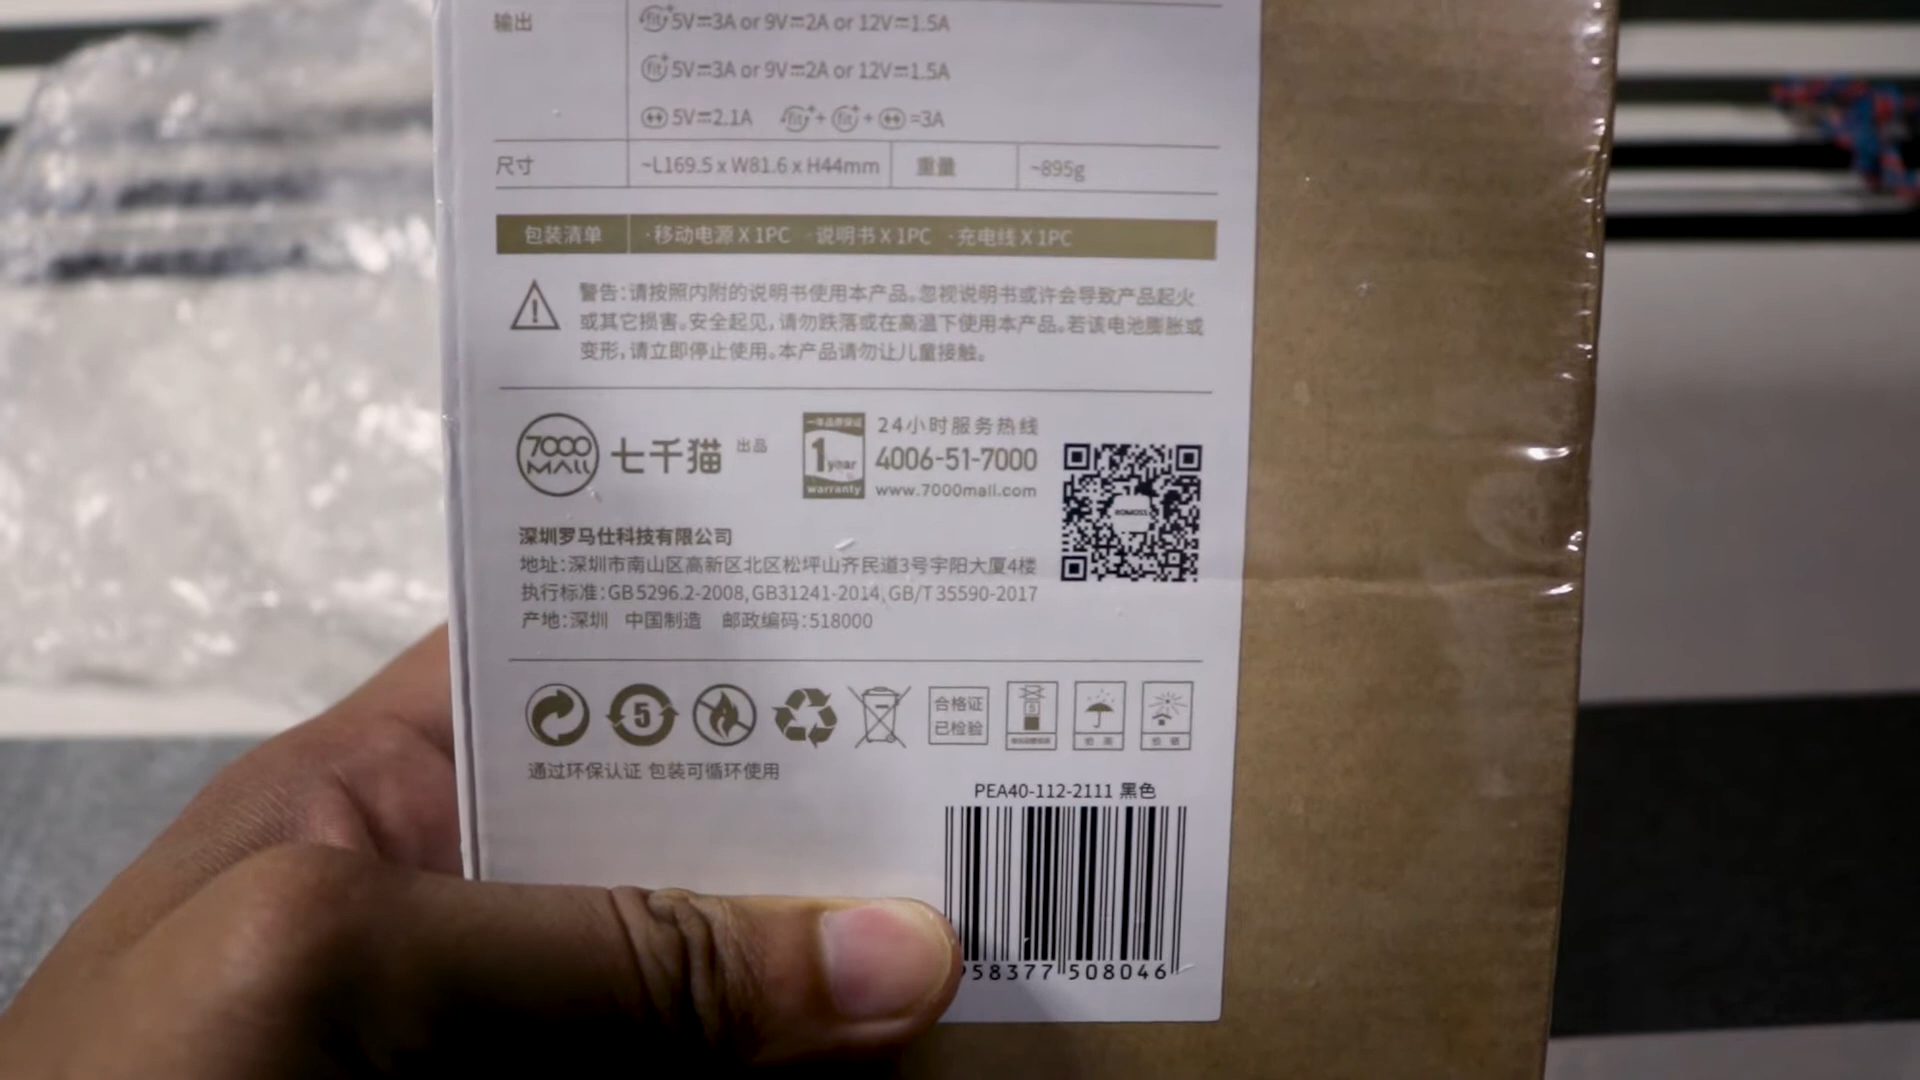 输出
fit+ 5V⎓3A or 9V⎓2A or 12V⎓1.5A
fit+ 5V⎓3A or 9V⎓2A or 12V⎓1.5A
5V⎓2.1A fit+ + fit+ + =3A
尺寸 ~L169.5 x W81.6 x H44mm 重量 ~895g
包装清单 ·移动电源 X 1PC ·说明书 X 1PC ·充电线 X 1PC
警告:请按照内附的说明书使用本产品。忽视说明书或许会导致产品起火
或其它损害。安全起见,请勿跌落或在高温下使用本产品。若该电池膨胀或
变形,请立即停止使用。本产品请勿让儿童接触。
7000
MALL
七千猫 出品
一年品质保证
1year
warranty
24小时服务热线
4006-51-7000
www.7000mall.com
ROMOSS
深圳罗马仕科技有限公司
地址:深圳市南山区高新区北区松坪山齐民道3号宇阳大厦4楼
执行标准:GB 5296.2-2008, GB31241-2014, GB/T 35590-2017
产地:深圳 中国制造 邮政编码:518000
5
合格证
已检验
5
怕雨
怕晒
通过环保认证 包装可循环使用
PEA40-112-2111 黑色
958377 508046